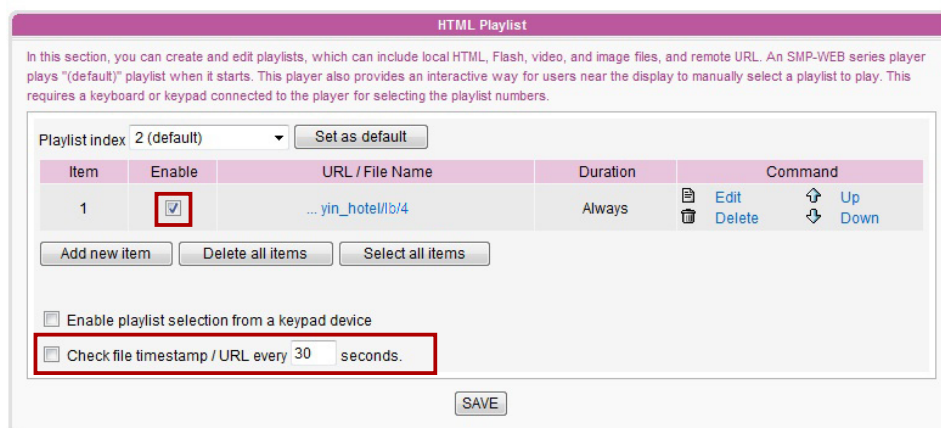 HTML Playlist
In this section, you can create and edit playlists, which can include local HTML, Flash, video, and image files, and remote URL. An SMP-WEB series player
plays "(default)" playlist when it starts. This player also provides an interactive way for users near the display to manually select a playlist to play. This
requires a keyboard or keypad connected to the player for selecting the playlist numbers.
Playlist index 2 (default) Set as default
Item Enable URL / File Name Duration Command
1 ... yin_hotel/lb/4 Always Edit Up
Delete Down
Add new item Delete all items Select all items
Enable playlist selection from a keypad device
Check file timestamp / URL every 30 seconds.
SAVE